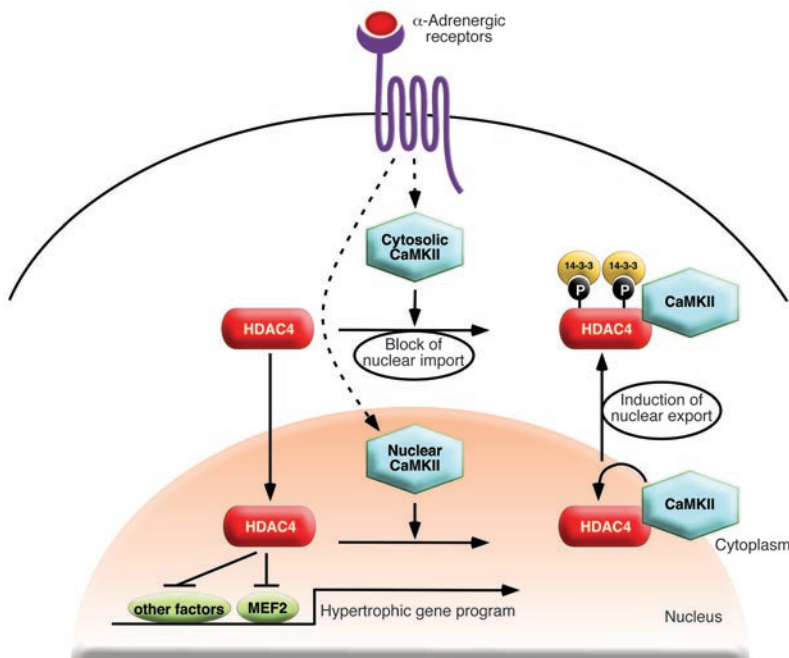 α-Adrenergic
receptors
Cytosolic
CaMKII
14-3-3
14-3-3
P
P
CaMKII
HDAC4
HDAC4
Block of
nuclear import
Induction of
nuclear export
Nuclear
CaMKII
CaMKII
HDAC4
HDAC4
Cytoplasm
other factors
MEF2
Hypertrophic gene program
Nucleus